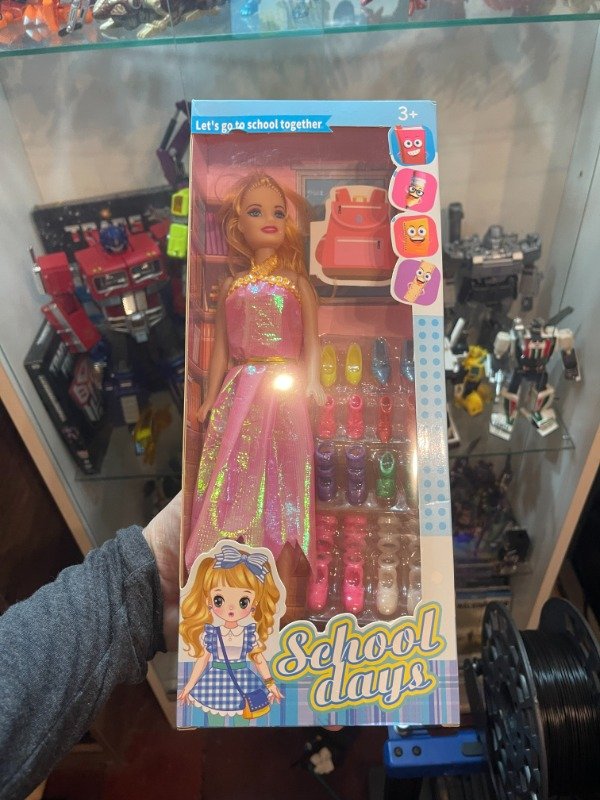 Let's go to school together
3+
School
days